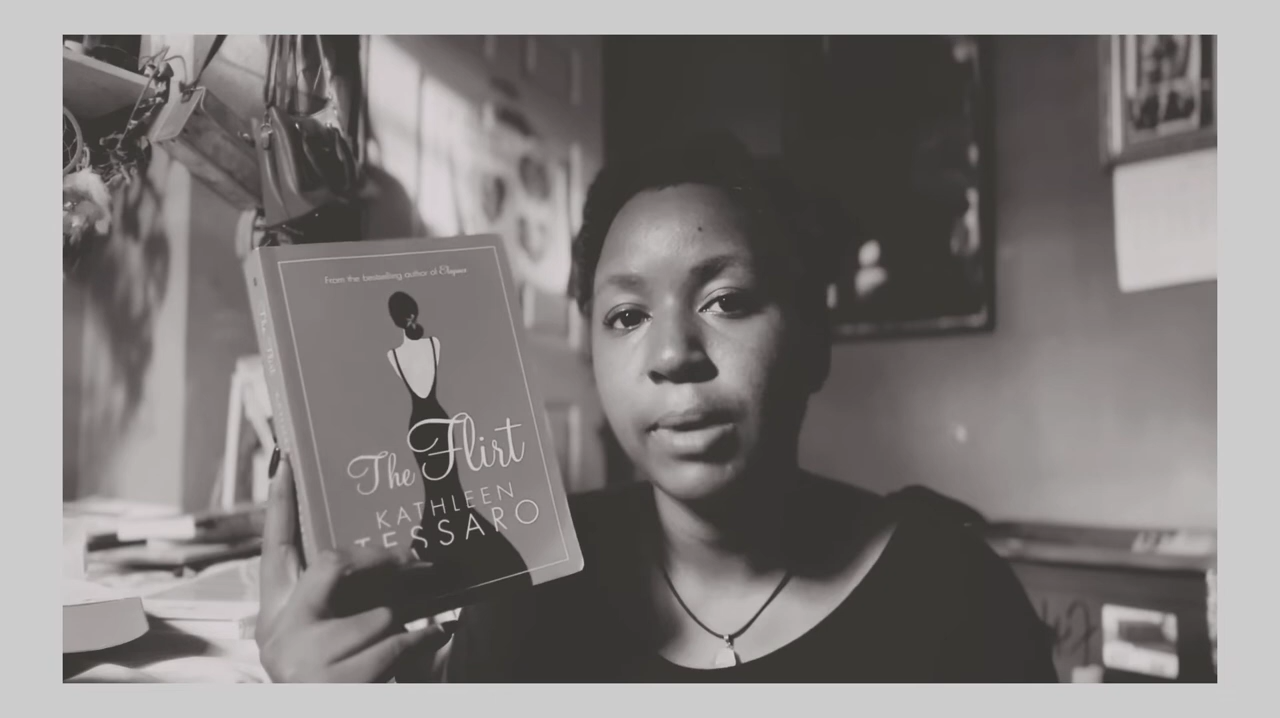 From the bestselling author of Elegance
The Flirt
KATHLEEN
TESSARO